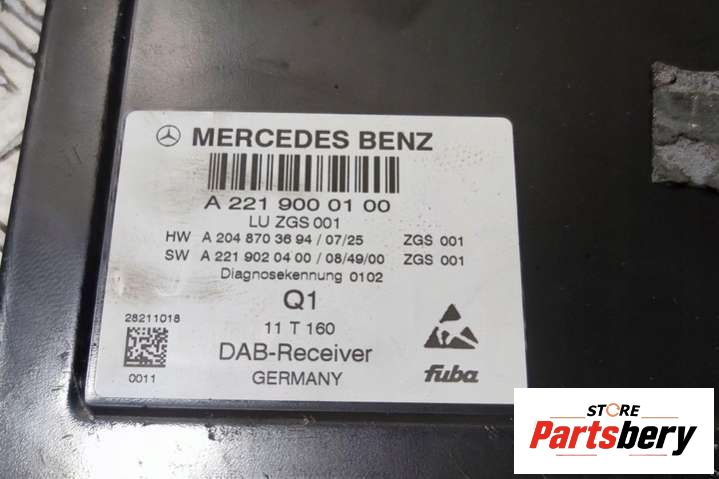 MERCEDES BENZ
A 221 900 01 00
LU ZGS 001
HW A 204 870 36 94 / 07/25 ZGS 001
SW A 221 902 04 00 / 08/49/00 ZGS 001
Diagnosekennung 0102
Q1
28211018
11 T 160
DAB-Receiver
0011
GERMANY
fuba
STORE
Partsbery